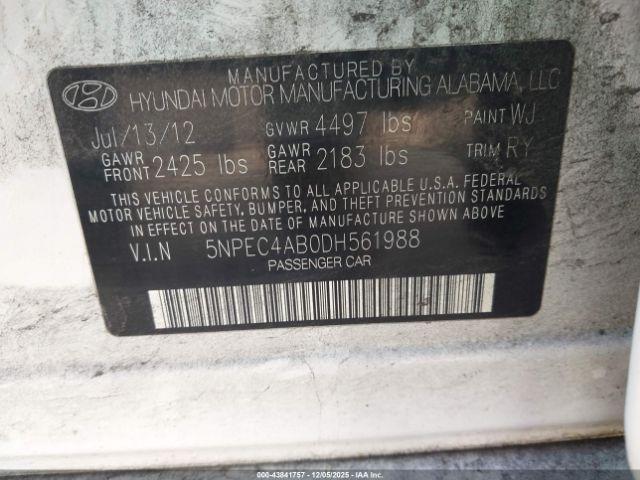 MANUFACTURED BY
HYUNDAI MOTOR MANUFACTURING ALABAMA, LLC
Jul/13/12 GVWR 4497 lbs PAINT WJ
GAWR FRONT 2425 lbs GAWR REAR 2183 lbs TRIM RY
THIS VEHICLE CONFORMS TO ALL APPLICABLE U.S.A. FEDERAL
MOTOR VEHICLE SAFETY, BUMPER, AND THEFT PREVENTION STANDARDS
IN EFFECT ON THE DATE OF MANUFACTURE SHOWN ABOVE
V.I.N 5NPEC4AB0DH561988
PASSENGER CAR
000-43841757 - 12/05/2025 - IAAI.COM